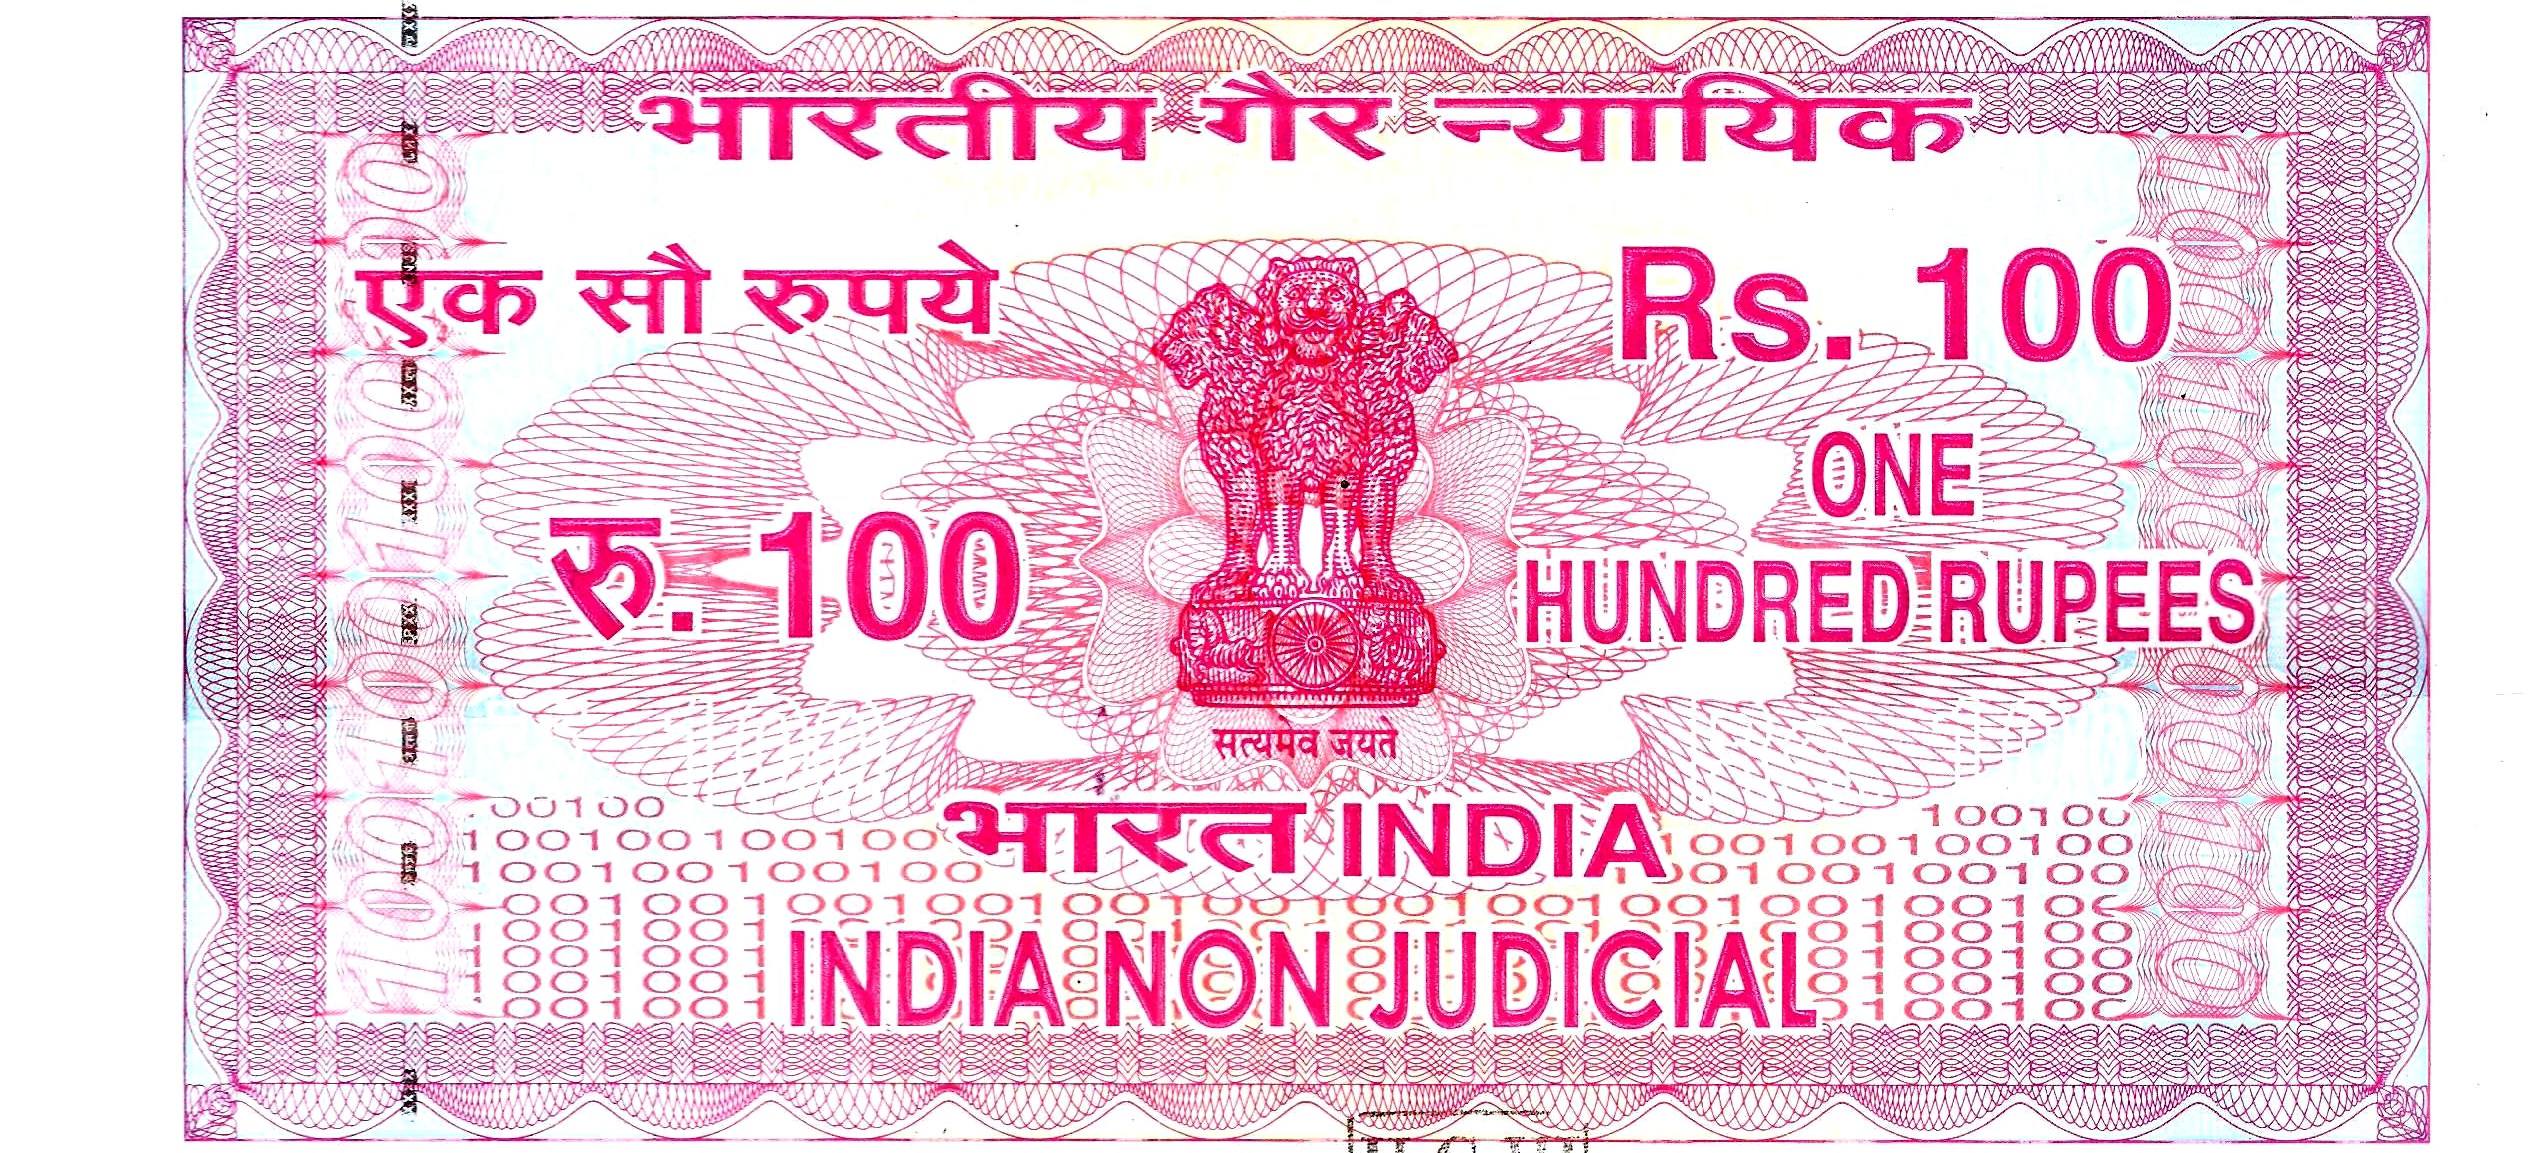 भारतीय गैर न्यायिक
एक सौ रुपये
Rs. 100
रु. 100
ONE
HUNDRED RUPEES
सत्यमेव जयते
भारत INDIA
INDIA NON JUDICIAL